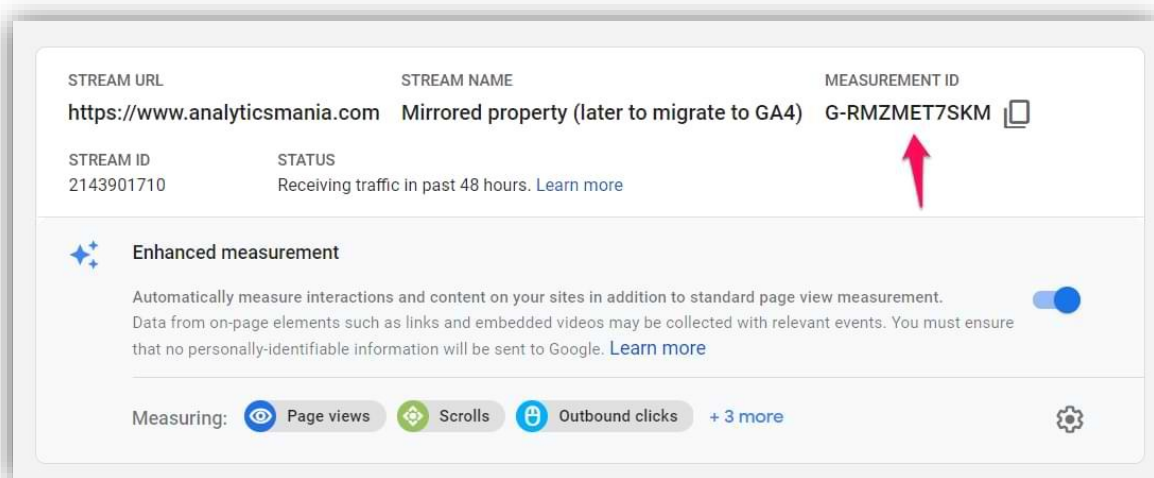 STREAM URL STREAM NAME MEASUREMENT ID
https://www.analyticsmania.com Mirrored property (later to migrate to GA4) G-RMZMET7SKM
STREAM ID STATUS
2143901710 Receiving traffic in past 48 hours. Learn more
Enhanced measurement
Automatically measure interactions and content on your sites in addition to standard page view measurement.
Data from on-page elements such as links and embedded videos may be collected with relevant events. You must ensure
that no personally-identifiable information will be sent to Google. Learn more
Measuring: Page views Scrolls Outbound clicks + 3 more